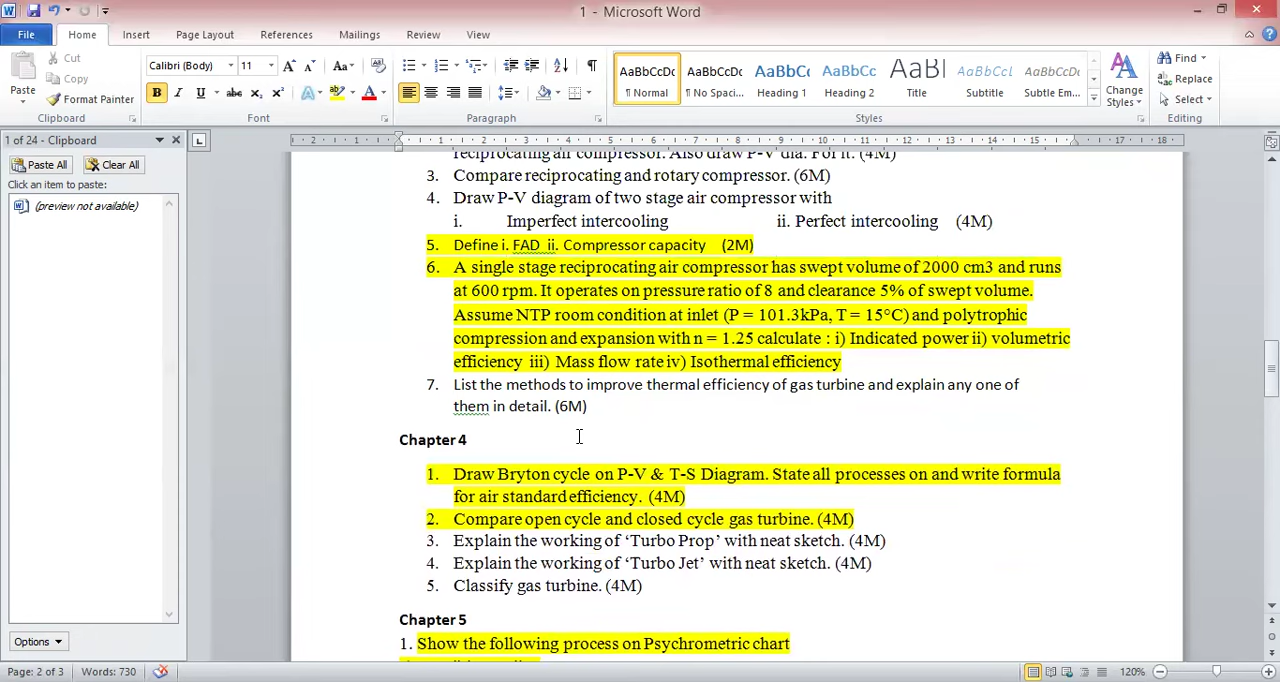 1 - Microsoft Word
File Home Insert Page Layout References Mailings Review View
Paste
Cut
Copy
Format Painter
Clipboard
Calibri (Body) 11
Font
Paragraph
AaBbCcDc AaBbCcDc AaBbCc AaBbCc AaBl AaBbCcL AaBbCcDc
¶ Normal ¶ No Spaci... Heading 1 Heading 2 Title Subtitle Subtle Em...
Change
Styles
Styles
Find
Replace
Select
Editing
1 of 24 - Clipboard
Paste All Clear All
Click an item to paste:
(preview not available)
Options
reciprocating air compressor. Also draw P-V dia. For it. (4M)
3. Compare reciprocating and rotary compressor. (6M)
4. Draw P-V diagram of two stage air compressor with
i. Imperfect intercooling ii. Perfect intercooling (4M)
5. Define i. FAD ii. Compressor capacity (2M)
6. A single stage reciprocating air compressor has swept volume of 2000 cm3 and runs
at 600 rpm. It operates on pressure ratio of 8 and clearance 5% of swept volume.
Assume NTP room condition at inlet (P = 101.3kPa, T = 15°C) and polytrophic
compression and expansion with n = 1.25 calculate : i) Indicated power ii) volumetric
efficiency iii) Mass flow rate iv) Isothermal efficiency
7. List the methods to improve thermal efficiency of gas turbine and explain any one of
them in detail. (6M)
Chapter 4
1. Draw Bryton cycle on P-V & T-S Diagram. State all processes on and write formula
for air standard efficiency. (4M)
2. Compare open cycle and closed cycle gas turbine. (4M)
3. Explain the working of ‘Turbo Prop’ with neat sketch. (4M)
4. Explain the working of ‘Turbo Jet’ with neat sketch. (4M)
5. Classify gas turbine. (4M)
Chapter 5
1. Show the following process on Psychrometric chart
Page: 2 of 3 Words: 730 120%